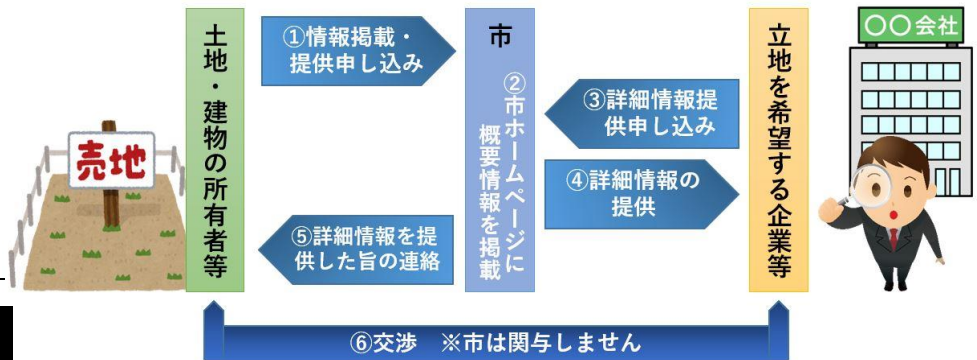 売地
土地・建物の所有者等
①情報掲載・
提供申し込み
市
②市ホームページに
概要情報を掲載
③詳細情報提
供申し込み
④詳細情報の
提供
⑤詳細情報を提
供した旨の連絡
立地を希望する企業等
〇〇会社
⑥交渉　※市は関与しません